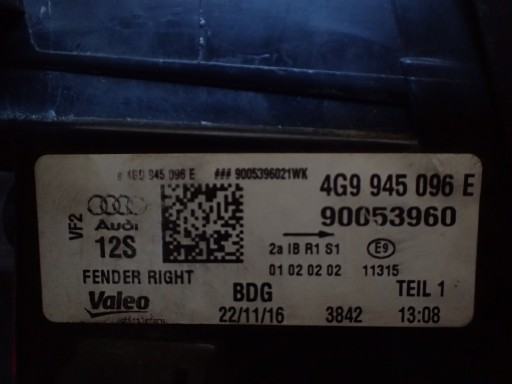 # 4G9 945 096 E ### 9005396021WK
4G9 945 096 E
90053960
VF2
Audi
12S
2a IB R1 S1 E9
01 02 02 02 11315
FENDER RIGHT
Valeo
BDG TEIL 1
22/11/16 3842 13:08